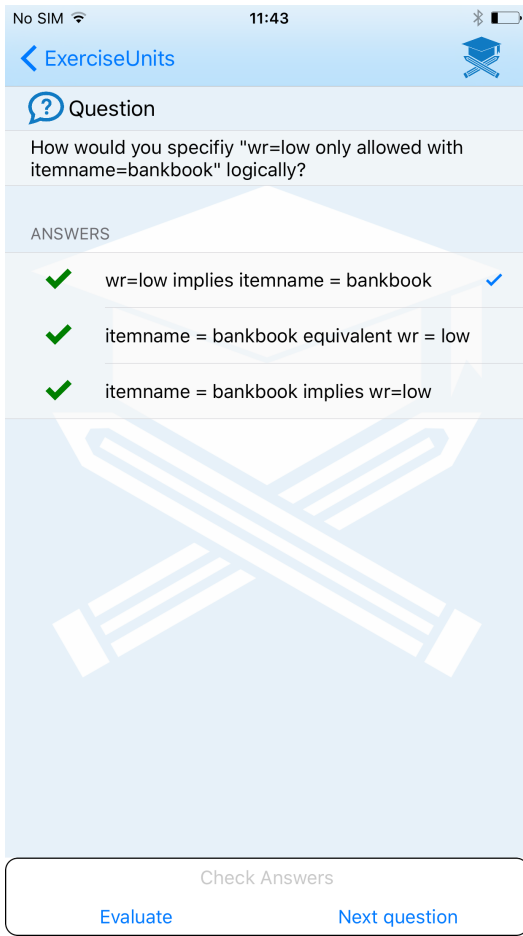 No SIM 11:43
ExerciseUnits
Question
How would you specifiy "wr=low only allowed with
itemname=bankbook" logically?
ANSWERS
wr=low implies itemname = bankbook
itemname = bankbook equivalent wr = low
itemname = bankbook implies wr=low
Check Answers
Evaluate Next question